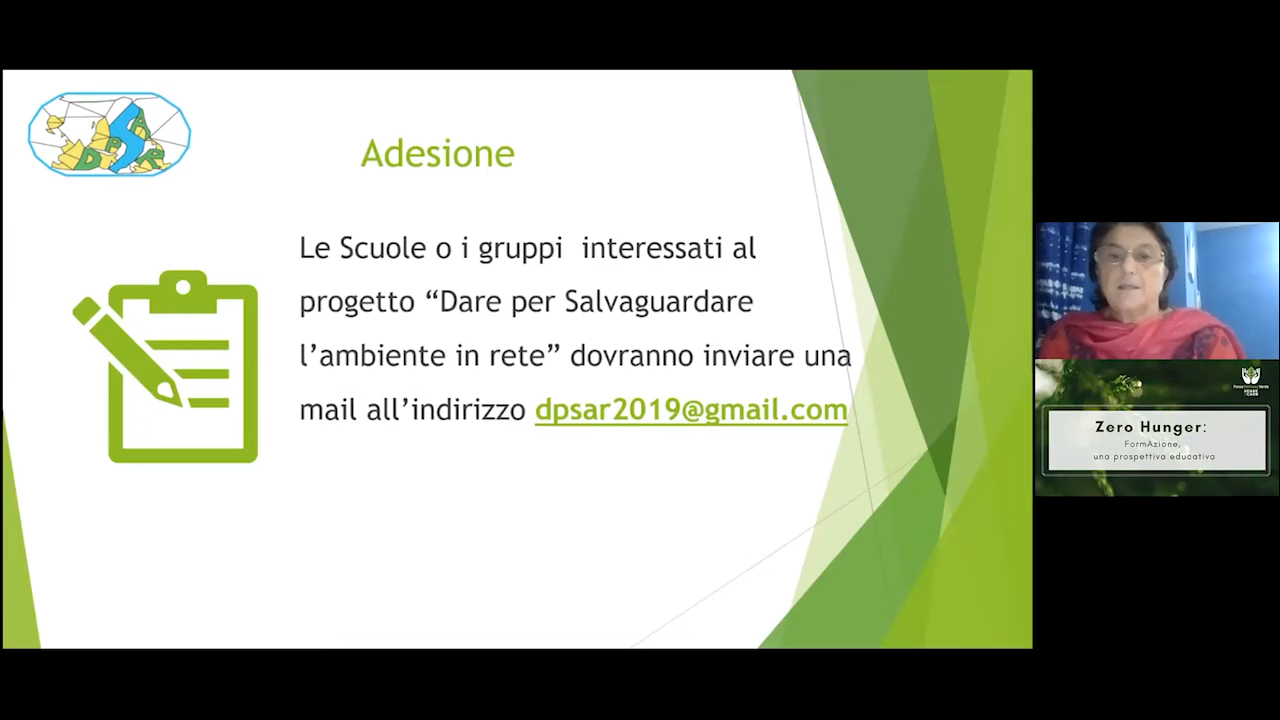 DPSAR
Adesione
Le Scuole o i gruppi interessati al
progetto “Dare per Salvaguardare
l’ambiente in rete” dovranno inviare una
mail all’indirizzo dpsar2019@gmail.com
Zero Hunger:
FormAzione,
una prospettiva educativa